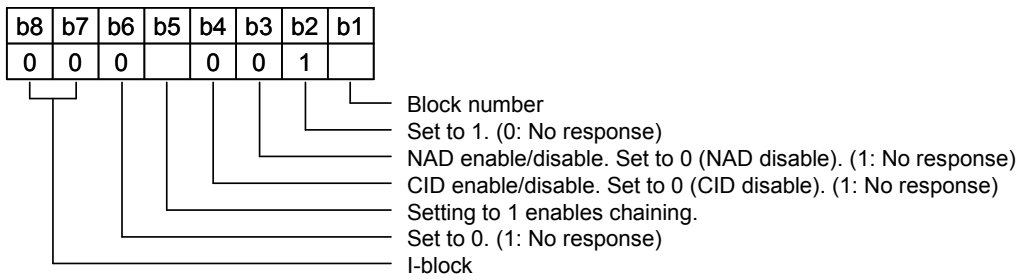 b8 b7 b6 b5 b4 b3 b2 b1
0 0 0 0 0 1
Block number
Set to 1. (0: No response)
NAD enable/disable. Set to 0 (NAD disable). (1: No response)
CID enable/disable. Set to 0 (CID disable). (1: No response)
Setting to 1 enables chaining.
Set to 0. (1: No response)
I-block